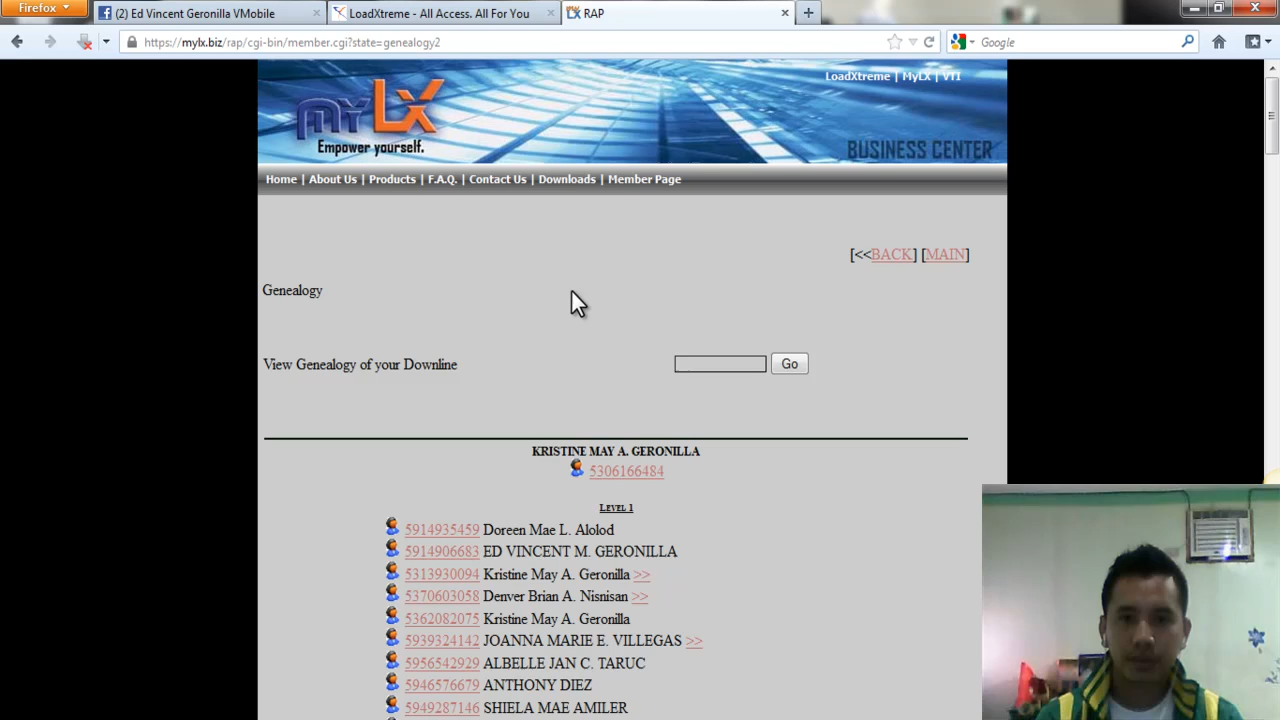 Firefox
(2) Ed Vincent Geronilla VMobile
LoadXtreme - All Access. All For You
RAP
https://mylx.biz/rap/cgi-bin/member.cgi?state=genealogy2
Google
LoadXtreme | MyLX | VTI
MYLX
Empower yourself.
BUSINESS CENTER
Home | About Us | Products | F.A.Q. | Contact Us | Downloads | Member Page
[<<BACK] [MAIN]
Genealogy
View Genealogy of your Downline
Go
KRISTINE MAY A. GERONILLA
5306166484
LEVEL 1
5914935459 Doreen Mae L. Alolod
5914906683 ED VINCENT M. GERONILLA
5313930094 Kristine May A. Geronilla >>
5370603058 Denver Brian A. Nisnisan >>
5362082075 Kristine May A. Geronilla
5939324142 JOANNA MARIE E. VILLEGAS >>
5956542929 ALBELLE JAN C. TARUC
5946576679 ANTHONY DIEZ
5949287146 SHIELA MAE AMILER